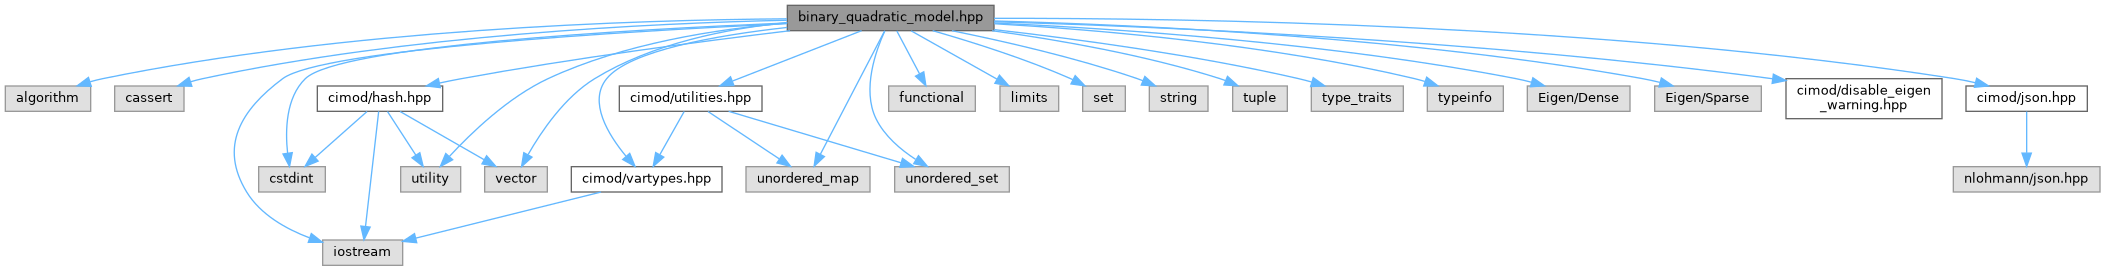 binary_quadratic_model.hpp
algorithm
cassert
cimod/hash.hpp
cimod/utilities.hpp
functional
limits
set
string
tuple
type_traits
typeinfo
Eigen/Dense
Eigen/Sparse
cimod/disable_eigen
_warning.hpp
cimod/json.hpp
cstdint
utility
vector
cimod/vartypes.hpp
unordered_map
unordered_set
nlohmann/json.hpp
iostream